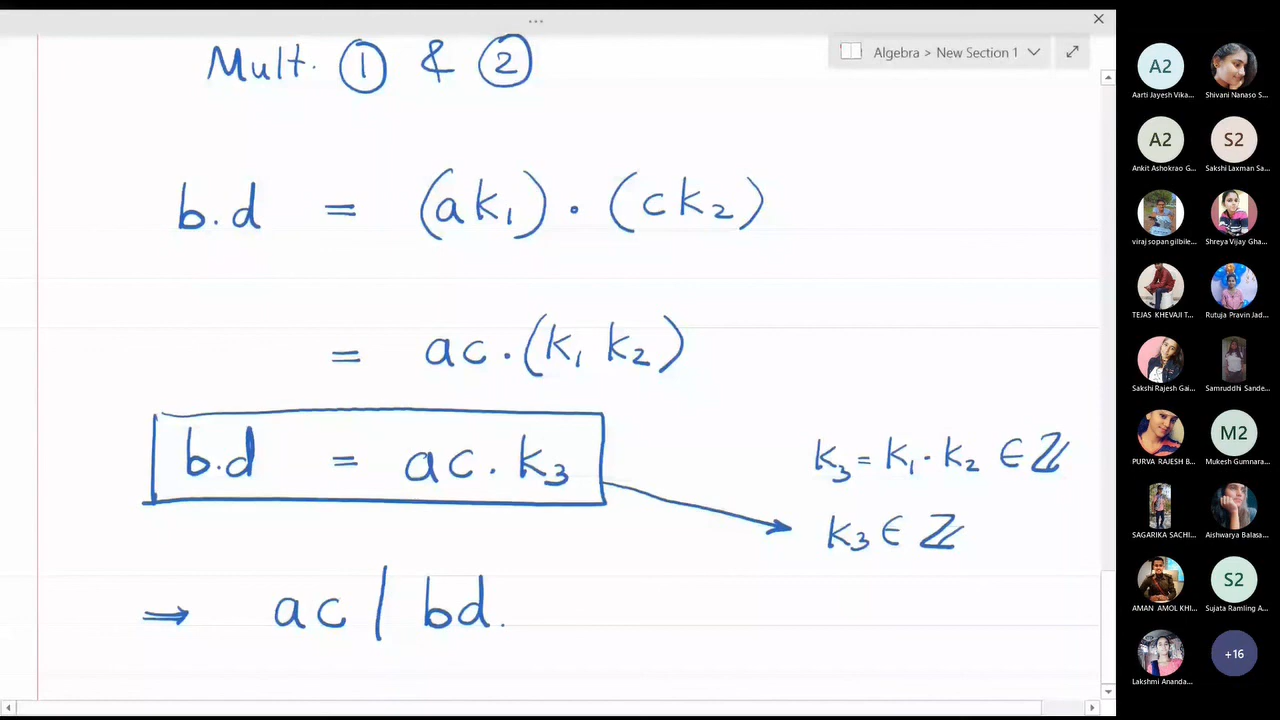 Algebra > New Section 1
Mult. ① & ②
b.d = (ak₁) · (ck₂)
= ac · (k₁ k₂)
b.d = ac. k₃
k₃ = k₁ · k₂ ∈ ℤ
k₃ ∈ ℤ
⇒ ac | bd.
A2
Aarti Jayesh Vika...
Shivani Nanaso S...
A2
Ankit Ashokrao G...
S2
Sakshi Laxman Sa...
viraj sopan gilbile
Shreya Vijay Gha...
TEJAS KHEVAJI T...
Rutuja Pravin Jad...
Sakshi Rajesh Gai...
Samruddhi Sande...
PURVA RAJESH B...
M2
Mukesh Gumnara...
SAGARIKA SACHI...
Aishwarya Balasa...
AMAN AMOL KHI...
S2
Sujata Ramling A...
Lakshmi Ananda...
+16